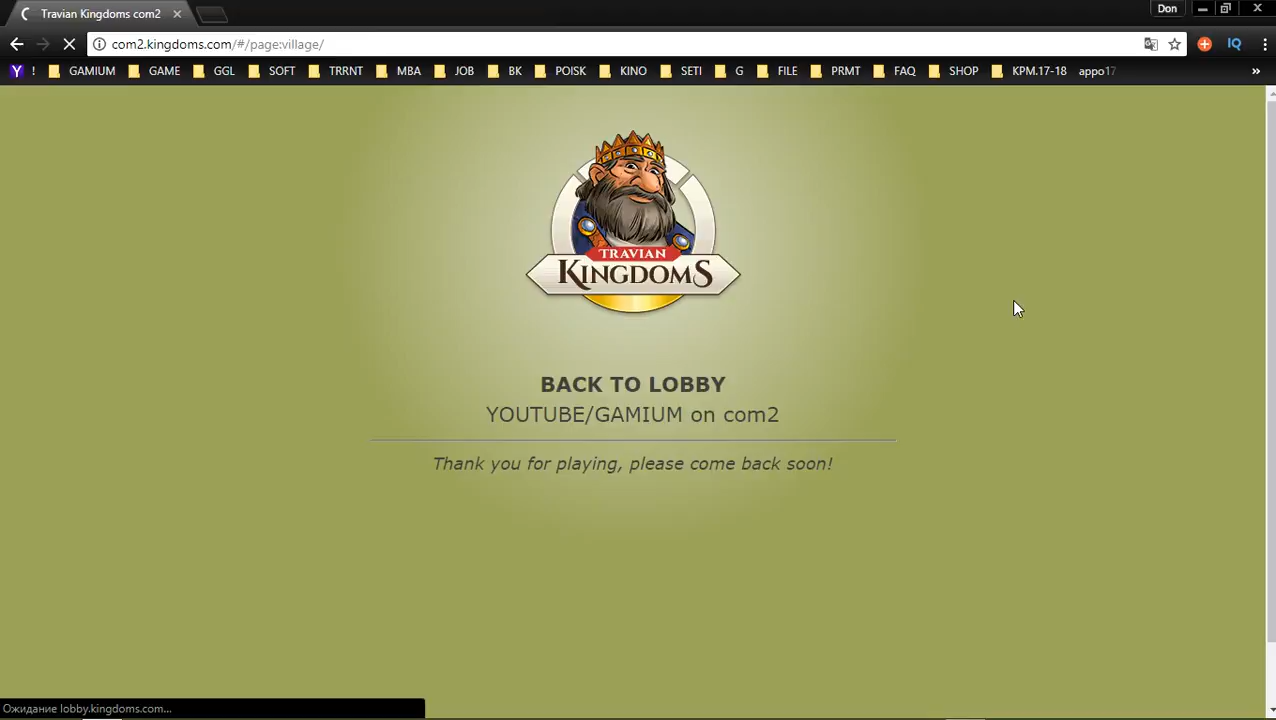 Travian Kingdoms com2
Don
com2.kingdoms.com/#/page:village/
IQ
Y ! GAMIUM GAME GGL SOFT TRRNT MBA JOB BK POISK KINO SETI G FILE PRMT FAQ SHOP KPM.17-18 appo17 »
TRAVIAN
KINGDOMS
BACK TO LOBBY
YOUTUBE/GAMIUM on com2
Thank you for playing, please come back soon!
Ожидание lobby.kingdoms.com...